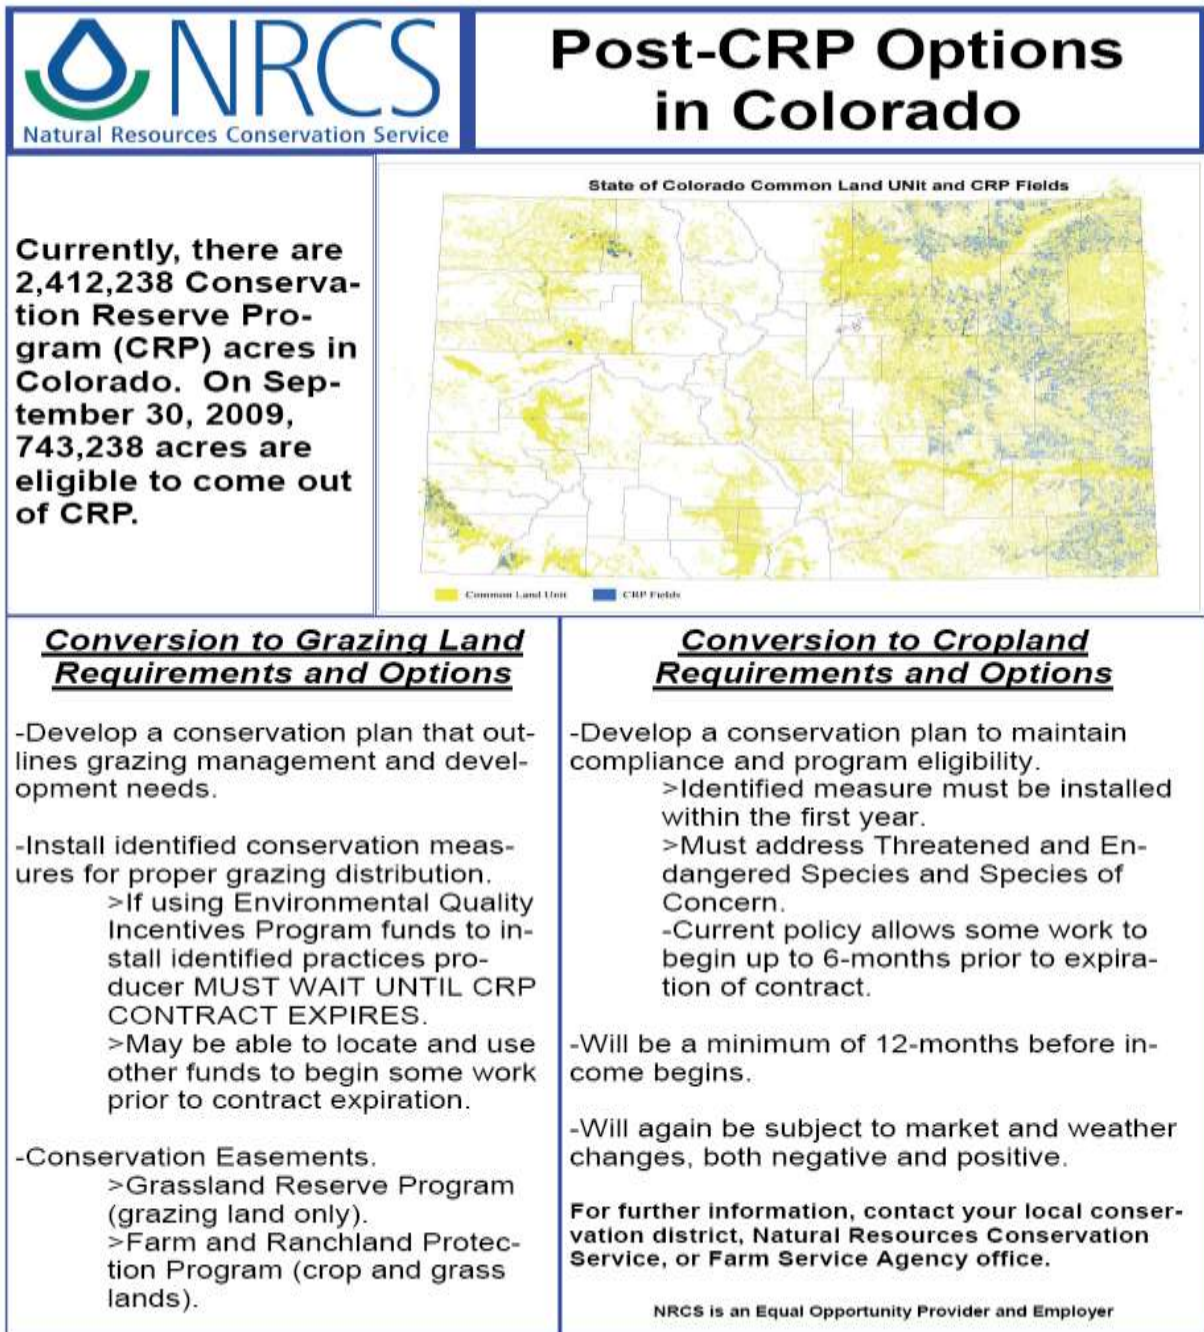 NRCS
Natural Resources Conservation Service
Post-CRP Options
in Colorado
Currently, there are
2,412,238 Conserva-
tion Reserve Pro-
gram (CRP) acres in
Colorado. On Sep-
tember 30, 2009,
743,238 acres are
eligible to come out
of CRP.
State of Colorado Common Land UNit and CRP Fields
Common Land Unit
CRP Fields
Conversion to Grazing Land
Requirements and Options
-Develop a conservation plan that out-
lines grazing management and devel-
opment needs.
-Install identified conservation meas-
ures for proper grazing distribution.
>If using Environmental Quality
Incentives Program funds to in-
stall identified practices pro-
ducer MUST WAIT UNTIL CRP
CONTRACT EXPIRES.
>May be able to locate and use
other funds to begin some work
prior to contract expiration.
-Conservation Easements.
>Grassland Reserve Program
(grazing land only).
>Farm and Ranchland Protec-
tion Program (crop and grass
lands).
Conversion to Cropland
Requirements and Options
-Develop a conservation plan to maintain
compliance and program eligibility.
>Identified measure must be installed
within the first year.
>Must address Threatened and En-
dangered Species and Species of
Concern.
-Current policy allows some work to
begin up to 6-months prior to expira-
tion of contract.
-Will be a minimum of 12-months before in-
come begins.
-Will again be subject to market and weather
changes, both negative and positive.
For further information, contact your local conser-
vation district, Natural Resources Conservation
Service, or Farm Service Agency office.
NRCS is an Equal Opportunity Provider and Employer